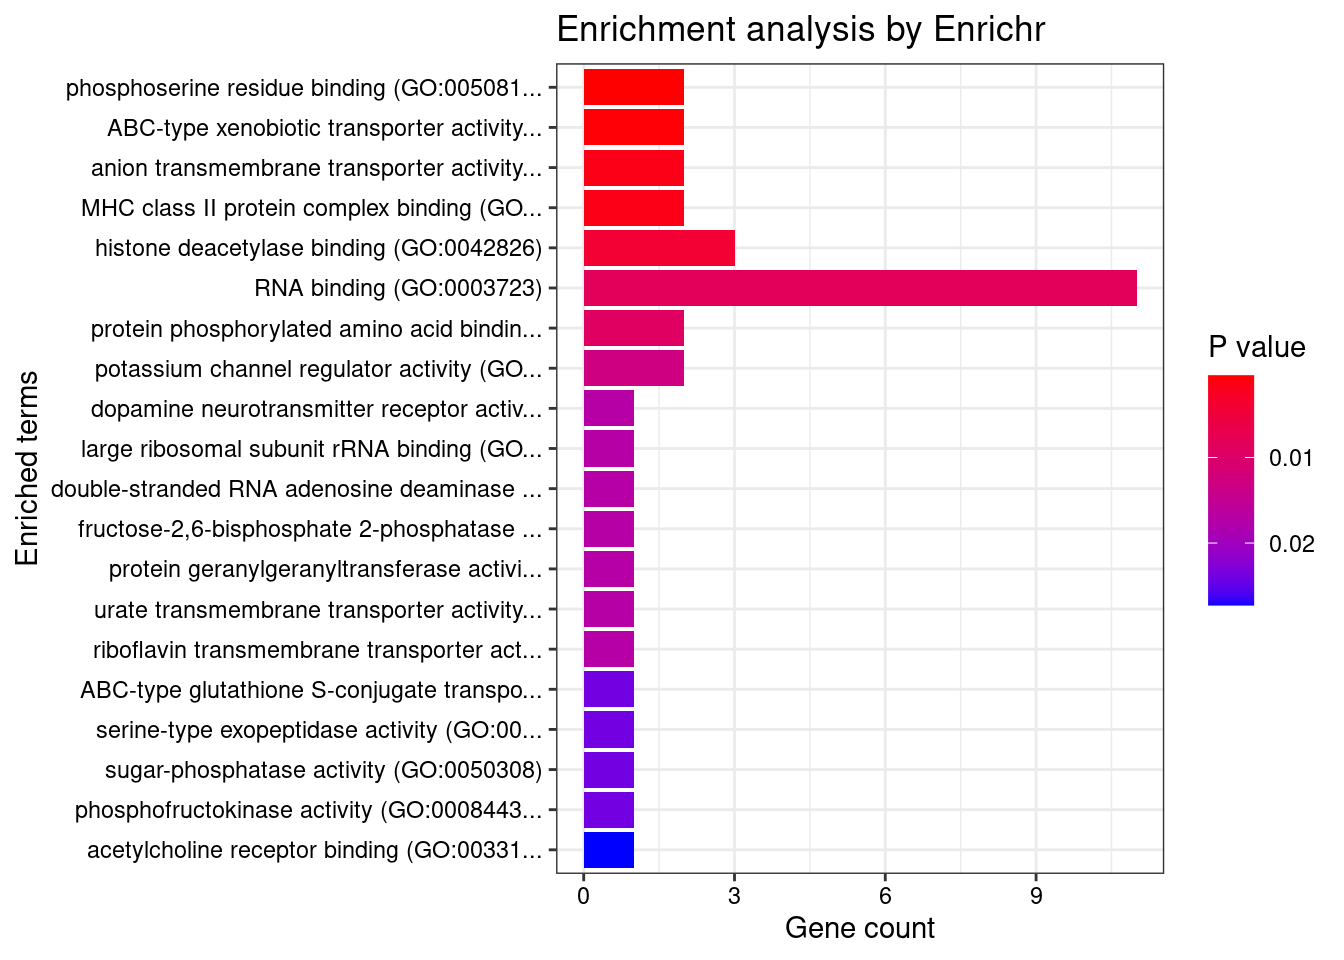 Enrichment analysis by Enrichr
phosphoserine residue binding (GO:005081...
ABC-type xenobiotic transporter activity...
anion transmembrane transporter activity...
MHC class II protein complex binding (GO...
histone deacetylase binding (GO:0042826)
RNA binding (GO:0003723)
protein phosphorylated amino acid bindin...
potassium channel regulator activity (GO...
dopamine neurotransmitter receptor activ...
large ribosomal subunit rRNA binding (GO...
double-stranded RNA adenosine deaminase ...
fructose-2,6-bisphosphate 2-phosphatase ...
protein geranylgeranyltransferase activi...
urate transmembrane transporter activity...
riboflavin transmembrane transporter act...
ABC-type glutathione S-conjugate transpo...
serine-type exopeptidase activity (GO:00...
sugar-phosphatase activity (GO:0050308)
phosphofructokinase activity (GO:0008443...
acetylcholine receptor binding (GO:00331...
Enriched terms
0 3 6 9
Gene count
P value
0.01
0.02